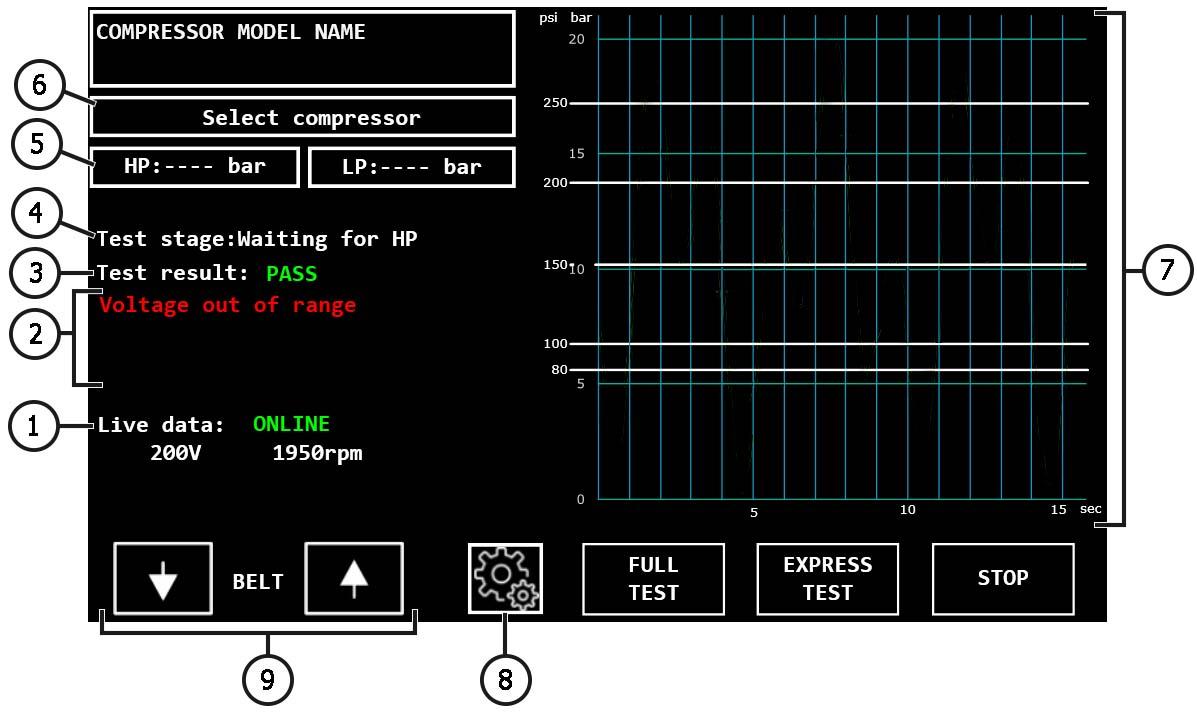 COMPRESSOR MODEL NAME
6
Select compressor
5
HP:---- bar
LP:---- bar
4
Test stage:Waiting for HP
3
Test result: PASS
2
Voltage out of range
1
Live data: ONLINE
200V 1950rpm
BELT
9
8
FULL
TEST
EXPRESS
TEST
STOP
psi bar
20
250
15
200
150
10
100
80
5
0
5 10 15 sec
7